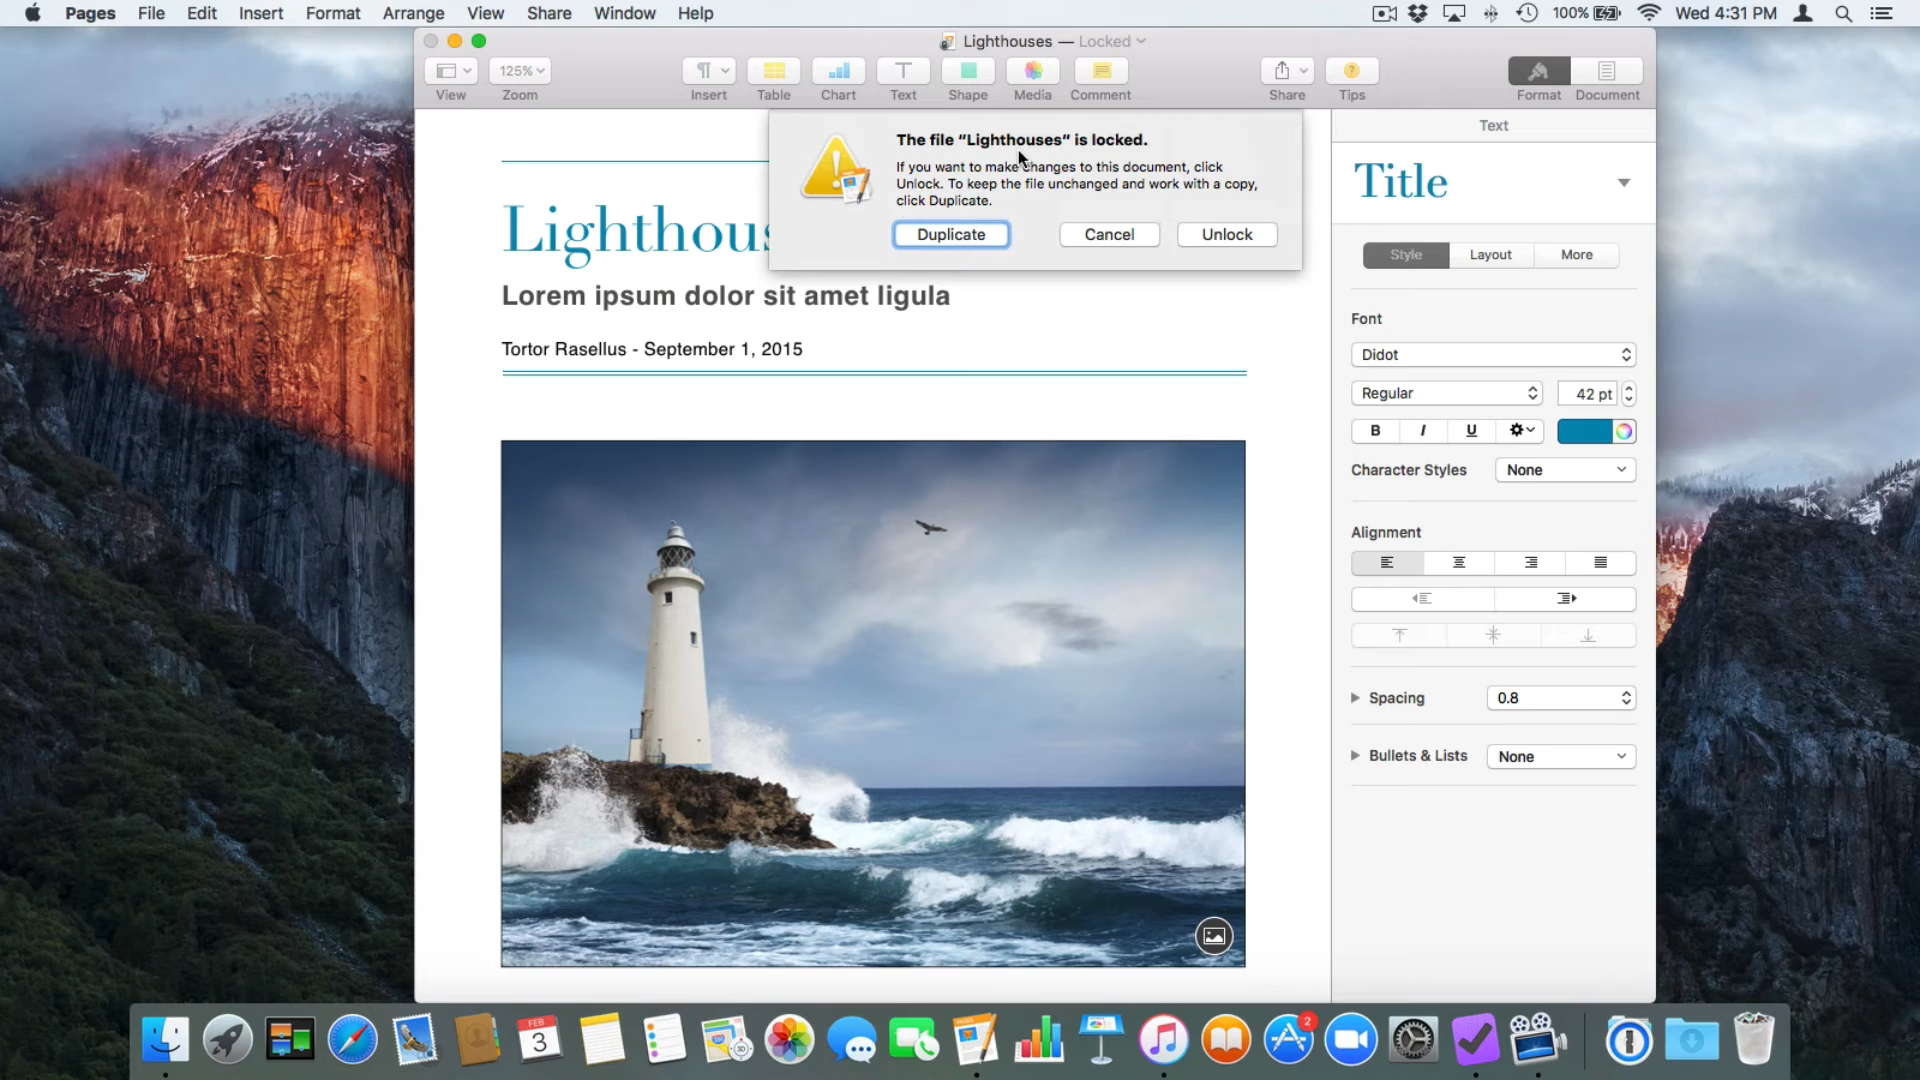 Pages File Edit Insert Format Arrange View Share Window Help 100% Wed 4:31 PM
Lighthouses — Locked
125%
View Zoom Insert Table Chart Text Shape Media Comment Share Tips Format Document
The file “Lighthouses” is locked.
If you want to make changes to this document, click
Unlock. To keep the file unchanged and work with a copy,
click Duplicate.
Duplicate Cancel Unlock
Lighthous
Lorem ipsum dolor sit amet ligula
Tortor Rasellus - September 1, 2015
Text
Title
Style Layout More
Font
Didot
Regular 42 pt
B I U
Character Styles None
Alignment
Spacing 0.8
Bullets & Lists None
FEB
3
3D
2